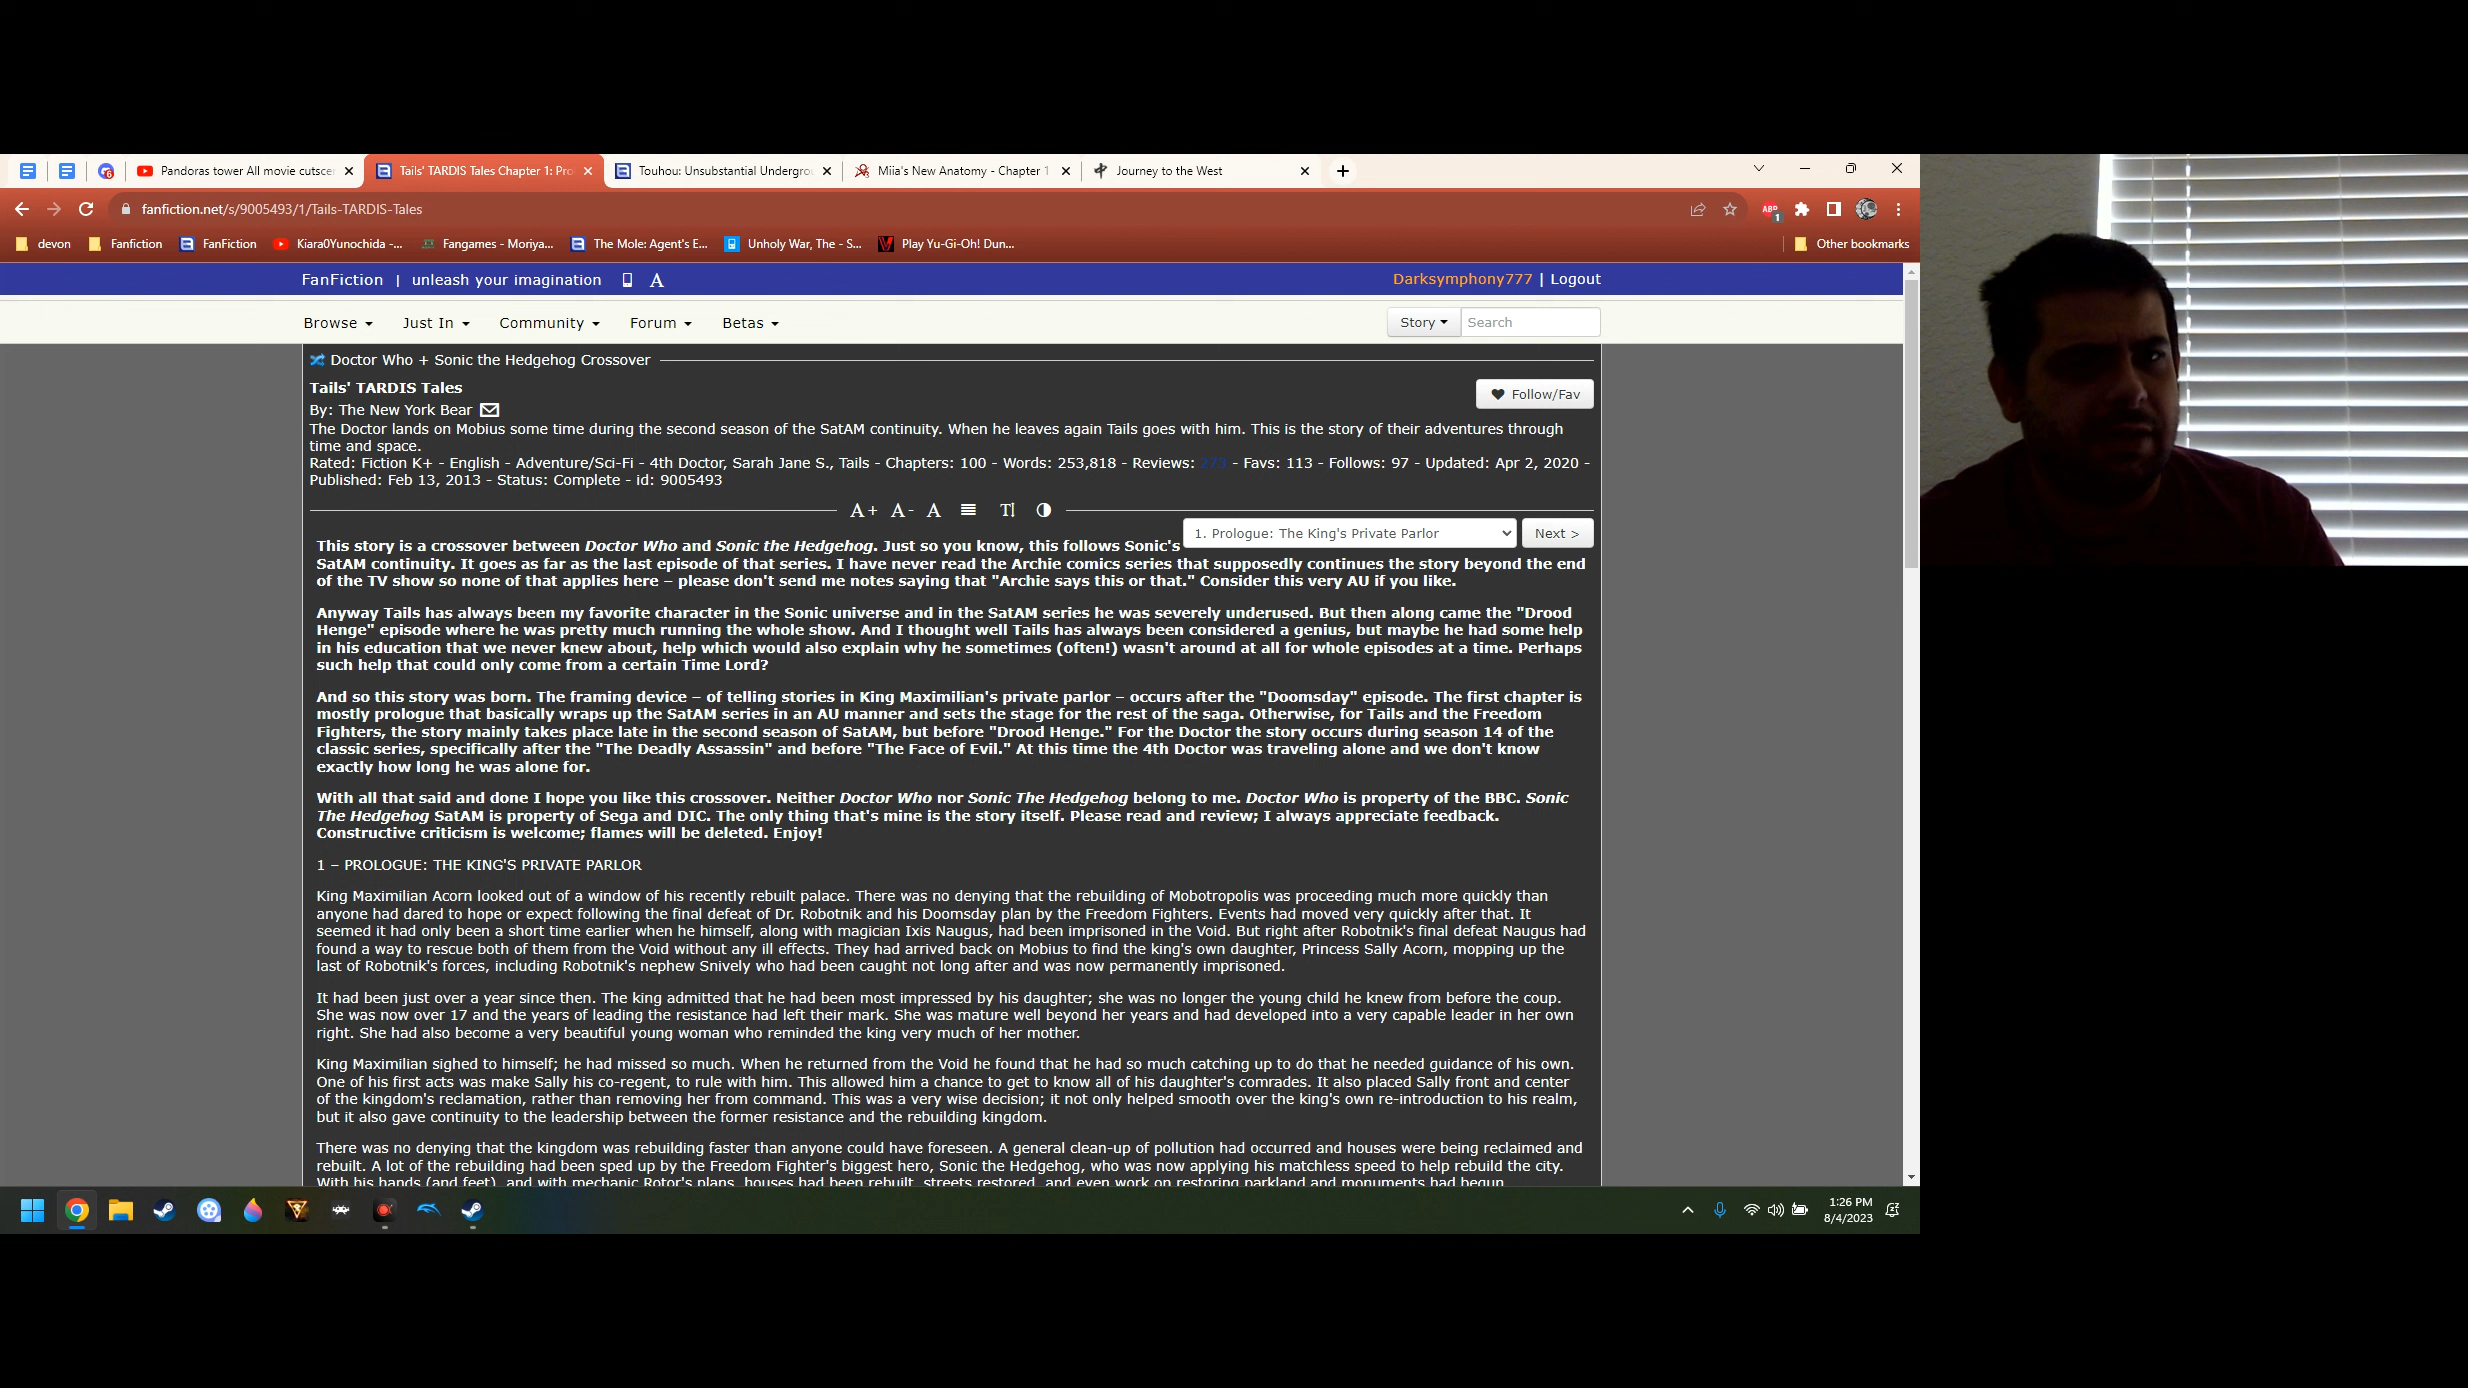 Pandoras tower All movie cutsce
Tails' TARDIS Tales Chapter 1: Pro
Touhou: Unsubstantial Undergro
Miia's New Anatomy - Chapter 1
Journey to the West
fanfiction.net/s/9005493/1/Tails-TARDIS-Tales
ABP
1
devon
Fanfiction
FanFiction
Kiara0Yunochida -...
Fangames - Moriya...
The Mole: Agent's E...
Unholy War, The - S...
Play Yu-Gi-Oh! Dun...
Other bookmarks
FanFiction | unleash your imagination A
Darksymphony777 | Logout
Browse Just In Community Forum Betas
Story Search
Doctor Who + Sonic the Hedgehog Crossover
Tails' TARDIS Tales
Follow/Fav
By: The New York Bear
The Doctor lands on Mobius some time during the second season of the SatAM continuity. When he leaves again Tails goes with him. This is the story of their adventures through
time and space.
Rated: Fiction K+ - English - Adventure/Sci-Fi - 4th Doctor, Sarah Jane S., Tails - Chapters: 100 - Words: 253,818 - Reviews: 223 - Favs: 113 - Follows: 97 - Updated: Apr 2, 2020 -
Published: Feb 13, 2013 - Status: Complete - id: 9005493
A+ A- A
1. Prologue: The King's Private Parlor
Next >
This story is a crossover between Doctor Who and Sonic the Hedgehog. Just so you know, this follows Sonic's
SatAM continuity. It goes as far as the last episode of that series. I have never read the Archie comics series that supposedly continues the story beyond the end
of the TV show so none of that applies here – please don't send me notes saying that "Archie says this or that." Consider this very AU if you like.
Anyway Tails has always been my favorite character in the Sonic universe and in the SatAM series he was severely underused. But then along came the "Drood
Henge" episode where he was pretty much running the whole show. And I thought well Tails has always been considered a genius, but maybe he had some help
in his education that we never knew about, help which would also explain why he sometimes (often!) wasn't around at all for whole episodes at a time. Perhaps
such help that could only come from a certain Time Lord?
And so this story was born. The framing device – of telling stories in King Maximilian's private parlor – occurs after the "Doomsday" episode. The first chapter is
mostly prologue that basically wraps up the SatAM series in an AU manner and sets the stage for the rest of the saga. Otherwise, for Tails and the Freedom
Fighters, the story mainly takes place late in the second season of SatAM, but before "Drood Henge." For the Doctor the story occurs during season 14 of the
classic series, specifically after the "The Deadly Assassin" and before "The Face of Evil." At this time the 4th Doctor was traveling alone and we don't know
exactly how long he was alone for.
With all that said and done I hope you like this crossover. Neither Doctor Who nor Sonic The Hedgehog belong to me. Doctor Who is property of the BBC. Sonic
The Hedgehog SatAM is property of Sega and DIC. The only thing that's mine is the story itself. Please read and review; I always appreciate feedback.
Constructive criticism is welcome; flames will be deleted. Enjoy!
1 – PROLOGUE: THE KING'S PRIVATE PARLOR
King Maximilian Acorn looked out of a window of his recently rebuilt palace. There was no denying that the rebuilding of Mobotropolis was proceeding much more quickly than
anyone had dared to hope or expect following the final defeat of Dr. Robotnik and his Doomsday plan by the Freedom Fighters. Events had moved very quickly after that. It
seemed it had only been a short time earlier when he himself, along with magician Ixis Naugus, had been imprisoned in the Void. But right after Robotnik's final defeat Naugus had
found a way to rescue both of them from the Void without any ill effects. They had arrived back on Mobius to find the king's own daughter, Princess Sally Acorn, mopping up the
last of Robotnik's forces, including Robotnik's nephew Snively who had been caught not long after and was now permanently imprisoned.
It had been just over a year since then. The king admitted that he had been most impressed by his daughter; she was no longer the young child he knew from before the coup.
She was now over 17 and the years of leading the resistance had left their mark. She was mature well beyond her years and had developed into a very capable leader in her own
right. She had also become a very beautiful young woman who reminded the king very much of her mother.
King Maximilian sighed to himself; he had missed so much. When he returned from the Void he found that he had so much catching up to do that he needed guidance of his own.
One of his first acts was make Sally his co-regent, to rule with him. This allowed him a chance to get to know all of his daughter's comrades. It also placed Sally front and center
of the kingdom's reclamation, rather than removing her from command. This was a very wise decision; it not only helped smooth over the king's own re-introduction to his realm,
but it also gave continuity to the leadership between the former resistance and the rebuilding kingdom.
There was no denying that the kingdom was rebuilding faster than anyone could have foreseen. A general clean-up of pollution had occurred and houses were being reclaimed and
rebuilt. A lot of the rebuilding had been sped up by the Freedom Fighter's biggest hero, Sonic the Hedgehog, who was now applying his matchless speed to help rebuild the city.
With his hands (and feet), and with mechanic Rotor's plans, houses had been rebuilt, streets restored, and even work on restoring parkland and monuments had begun.
1:26 PM
8/4/2023